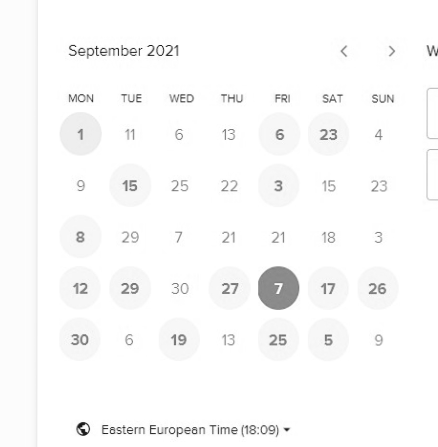 September 2021 W
MON TUE WED THU FRI SAT SUN
1 11 6 13 6 23 4
9 15 25 22 3 15 23
8 29 7 21 21 18 3
12 29 30 27 7 17 26
30 6 19 13 25 5 9
Eastern European Time (18:09)